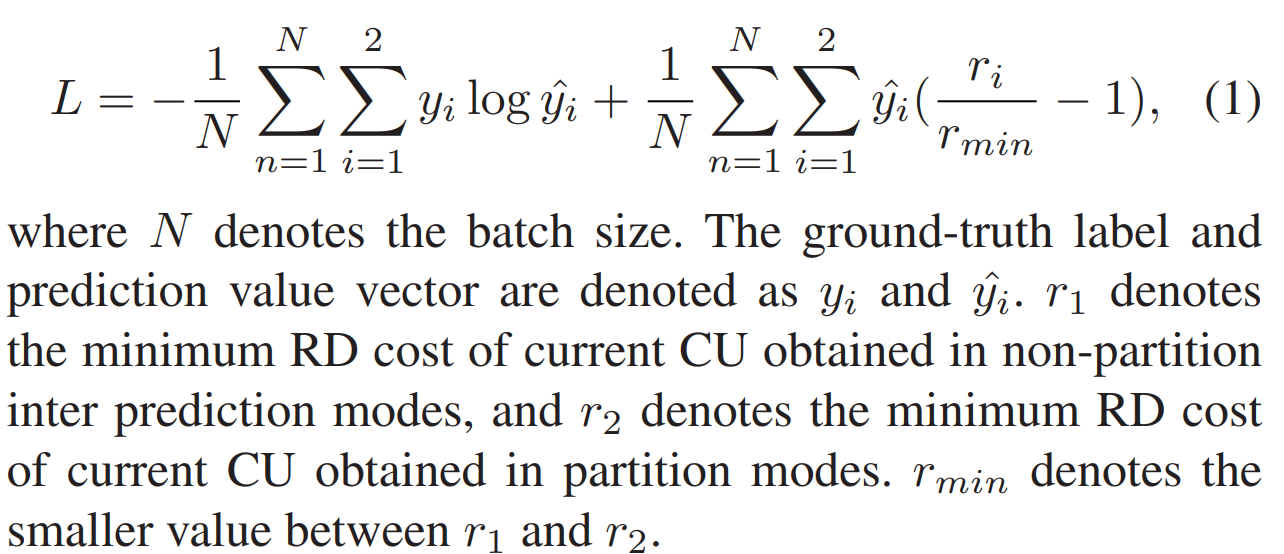 L = −\frac{1}{N} \sum_{n=1}^{N} \sum_{i=1}^{2} y_i \log \hat{y}_i + \frac{1}{N} \sum_{n=1}^{N} \sum_{i=1}^{2} \hat{y}_i (\frac{r_i}{r_{min}} − 1), (1)
where N denotes the batch size. The ground-truth label and
prediction value vector are denoted as y_i and \hat{y}_i. r_1 denotes
the minimum RD cost of current CU obtained in non-partition
inter prediction modes, and r_2 denotes the minimum RD cost
of current CU obtained in partition modes. r_{min} denotes the
smaller value between r_1 and r_2.